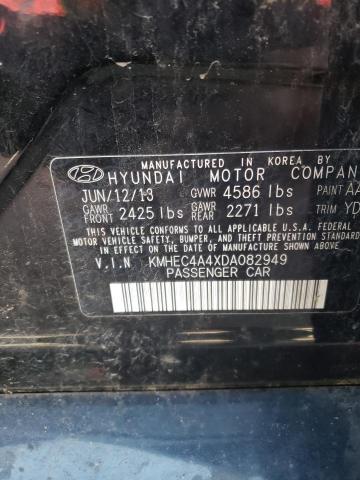 MANUFACTURED IN KOREA BY
HYUNDAI MOTOR COMPAN
JUN/12/13 GVWR 4586 lbs PAINT AA
GAWR FRONT 2425 lbs GAWR REAR 2271 lbs TRIM YD
THIS VEHICLE CONFORMS TO ALL APPLICABLE U.S. FEDERAL
MOTOR VEHICLE SAFETY, BUMPER, AND THEFT PREVENTION
STANDARDS IN EFFECT ON THE DATE OF MANUFACTURE SHOWN ABOVE.
V.I.N KMHEC4A4XDA082949
PASSENGER CAR